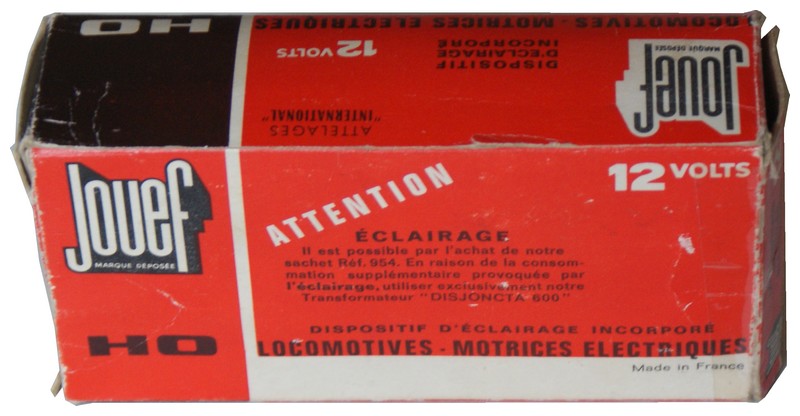 LOCOMOTIVES - MOTRICES ELECTRIQUES
HO
12 VOLTS
DISPOSITIF
D'ECLAIRAGE
INCORPORÉ
ATTELAGES
"INTERNATIONAL"
Jouef
MARQUE DÉPOSÉE
Jouef
MARQUE DÉPOSÉE
ATTENTION
12 VOLTS
ÉCLAIRAGE
Il est possible par l'achat de notre
sachet Réf. 954. En raison de la consom-
mation supplémentaire provoquée par
l'éclairage, utiliser exclusivement notre
Transformateur "DISJONCTA 600"
DISPOSITIF D'ÉCLAIRAGE INCORPORÉ
HO
LOCOMOTIVES - MOTRICES ELECTRIQUES
Made in France